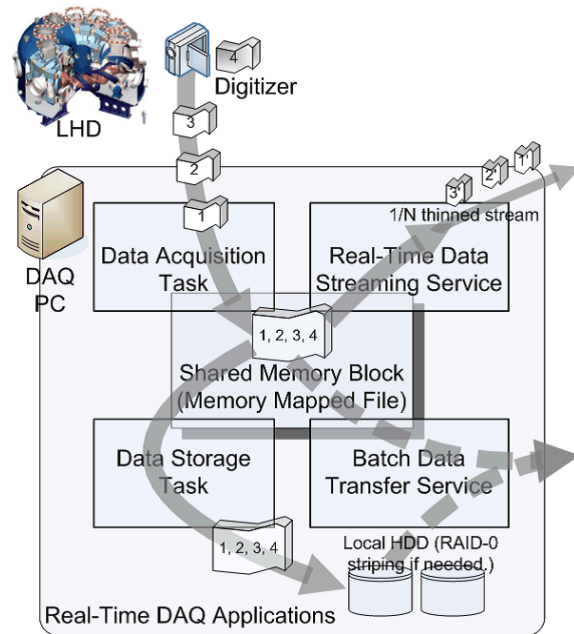 4
Digitizer
LHD
3
2
1
3'
2'
1'
1/N thinned stream
DAQ
PC
Data Acquisition
Task
Real-Time Data
Streaming Service
1, 2, 3, 4
Shared Memory Block
(Memory Mapped File)
Data Storage
Task
Batch Data
Transfer Service
1, 2, 3, 4
Local HDD (RAID-0
striping if needed.)
Real-Time DAQ Applications